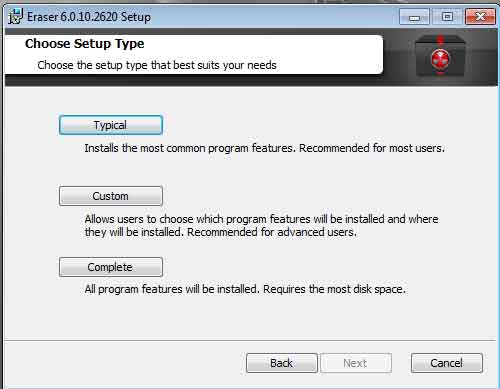 Eraser 6.0.10.2620 Setup
Choose Setup Type
Choose the setup type that best suits your needs
Typical
Installs the most common program features. Recommended for most users.
Custom
Allows users to choose which program features will be installed and where
they will be installed. Recommended for advanced users.
Complete
All program features will be installed. Requires the most disk space.
Back Next Cancel